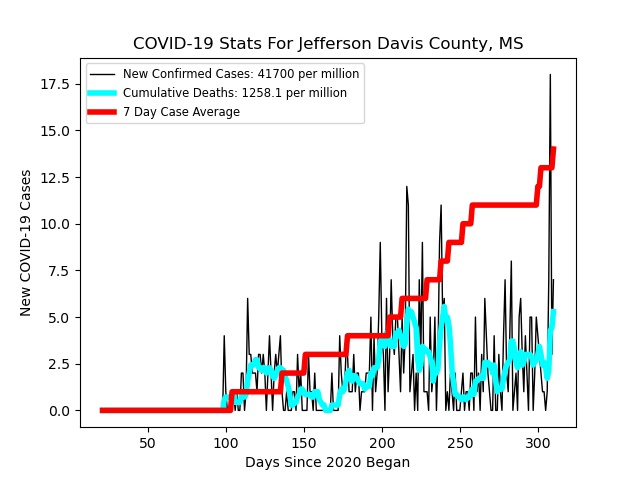 COVID-19 Stats For Jefferson Davis County, MS
New Confirmed Cases: 41700 per million
Cumulative Deaths: 1258.1 per million
7 Day Case Average
New COVID-19 Cases
17.5
15.0
12.5
10.0
7.5
5.0
2.5
0.0
50 100 150 200 250 300
Days Since 2020 Began